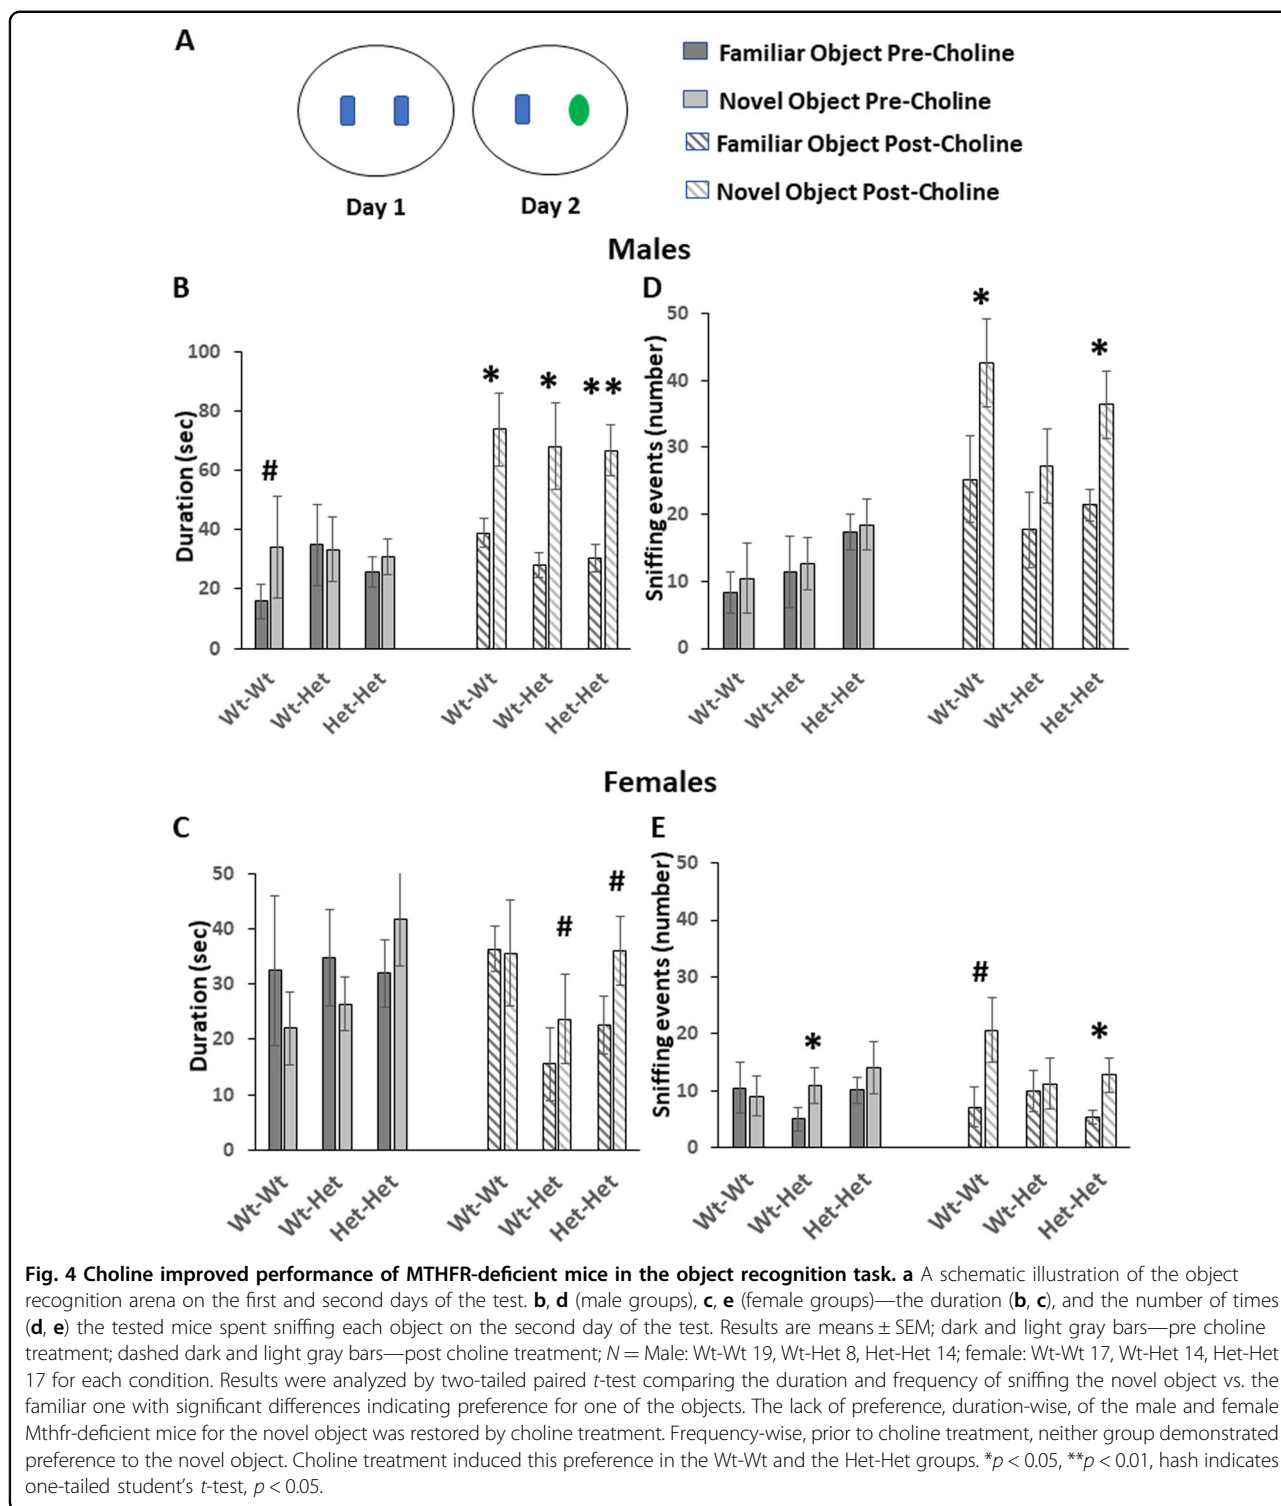 A
Day 1
Day 2
Familiar Object Pre-Choline
Novel Object Pre-Choline
Familiar Object Post-Choline
Novel Object Post-Choline
Males
B
Duration (sec)
100
80
60
40
20
0
#
*
*
**
Wt-Wt
Wt-Het
Het-Het
Wt-Wt
Wt-Het
Het-Het
D
Sniffing events (number)
50
40
30
20
10
0
*
*
Wt-Wt
Wt-Het
Het-Het
Wt-Wt
Wt-Het
Het-Het
Females
C
Duration (sec)
50
40
30
20
10
0
#
#
Wt-Wt
Wt-Het
Het-Het
Wt-Wt
Wt-Het
Het-Het
E
Sniffing events (number)
50
40
30
20
10
0
*
#
*
Wt-Wt
Wt-Het
Het-Het
Wt-Wt
Wt-Het
Het-Het
Fig. 4 Choline improved performance of MTHFR-deficient mice in the object recognition task. a A schematic illustration of the object
recognition arena on the first and second days of the test. b, d (male groups), c, e (female groups)—the duration (b, c), and the number of times
(d, e) the tested mice spent sniffing each object on the second day of the test. Results are means ± SEM; dark and light gray bars—pre choline
treatment; dashed dark and light gray bars—post choline treatment; N = Male: Wt-Wt 19, Wt-Het 8, Het-Het 14; female: Wt-Wt 17, Wt-Het 14, Het-Het
17 for each condition. Results were analyzed by two-tailed paired t-test comparing the duration and frequency of sniffing the novel object vs. the
familiar one with significant differences indicating preference for one of the objects. The lack of preference, duration-wise, of the male and female
Mthfr-deficient mice for the novel object was restored by choline treatment. Frequency-wise, prior to choline treatment, neither group demonstrated
preference to the novel object. Choline treatment induced this preference in the Wt-Wt and the Het-Het groups. *p < 0.05, **p < 0.01, hash indicates
one-tailed student's t-test, p < 0.05.